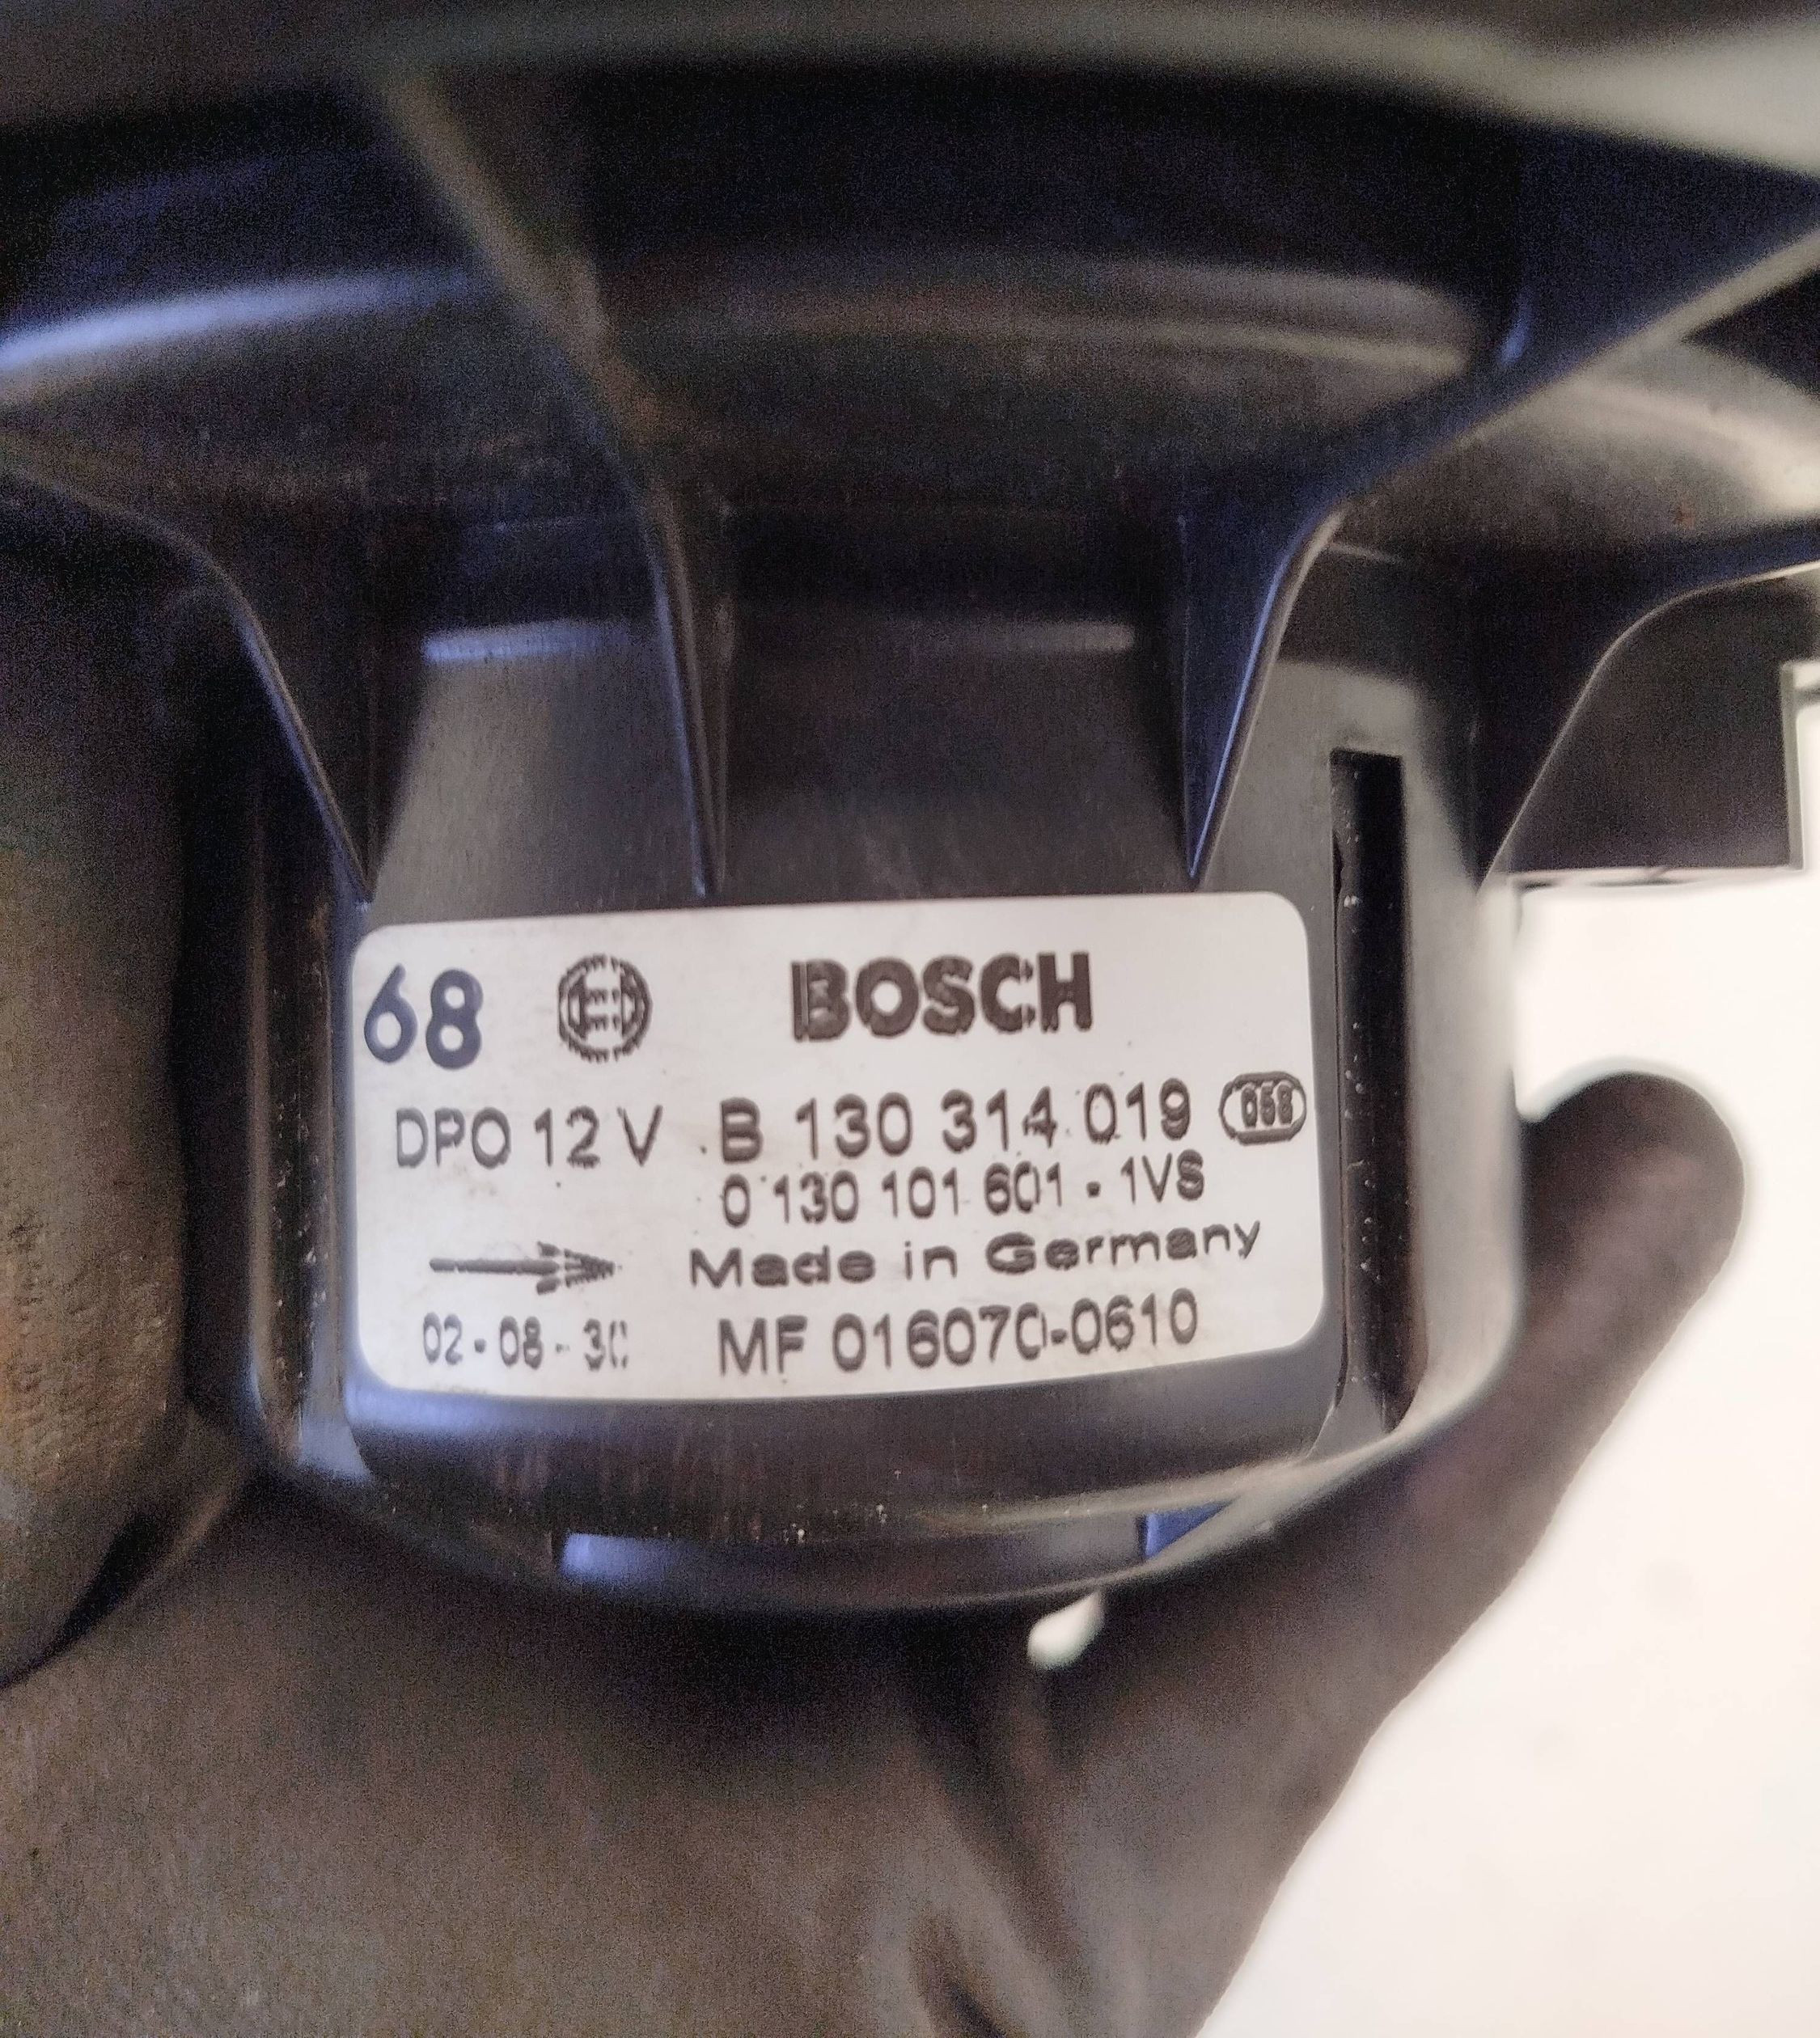 68 BOSCH
DPO 12 V B 130 314 019
0 130 101 601 - 1VS
Made in Germany
02-08-30 MF 016070-0610